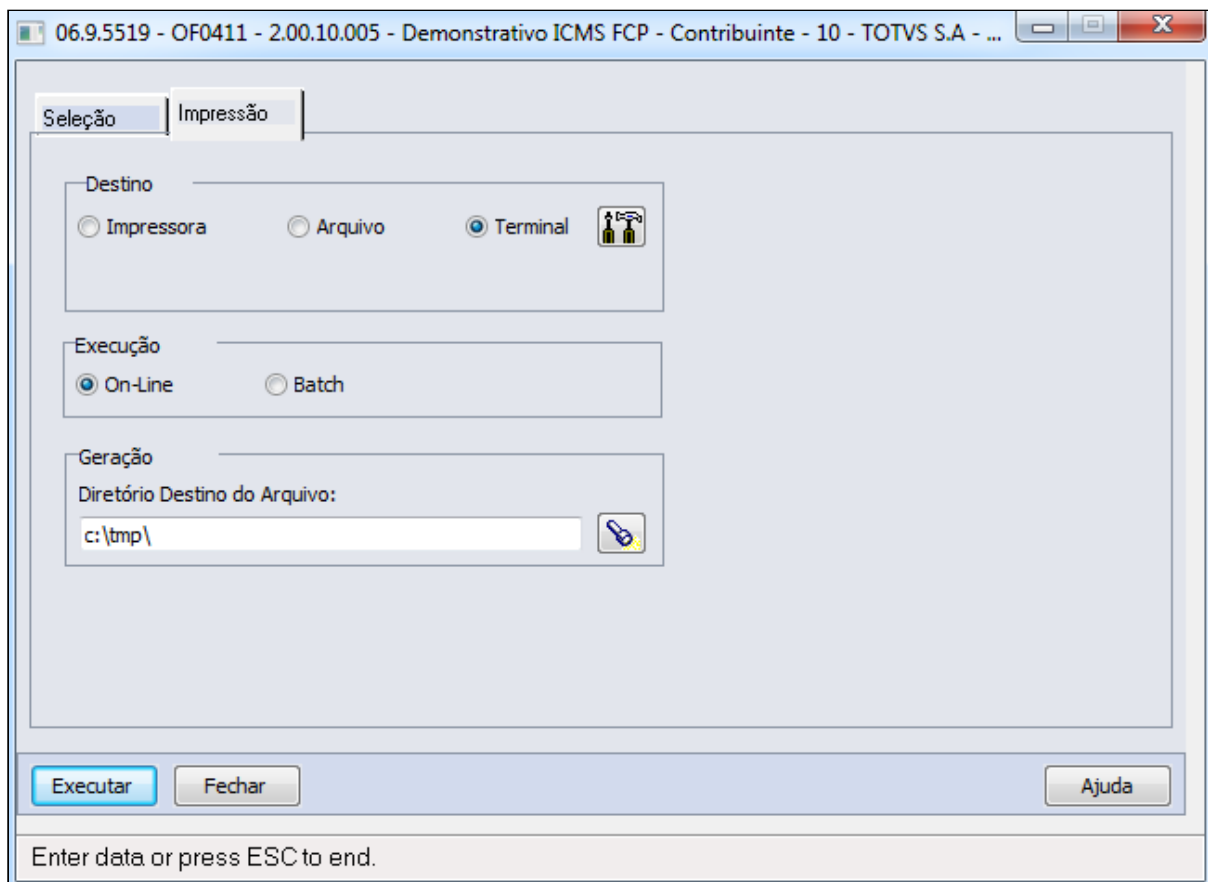 06.9.5519 - OF0411 - 2.00.10.005 - Demonstrativo ICMS FCP - Contribuinte - 10 - TOTVS S.A - ...
Seleção Impressão
Destino
Impressora Arquivo Terminal
Execução
On-Line Batch
Geração
Diretório Destino do Arquivo:
c:\tmp\
Executar Fechar Ajuda
Enter data or press ESC to end.